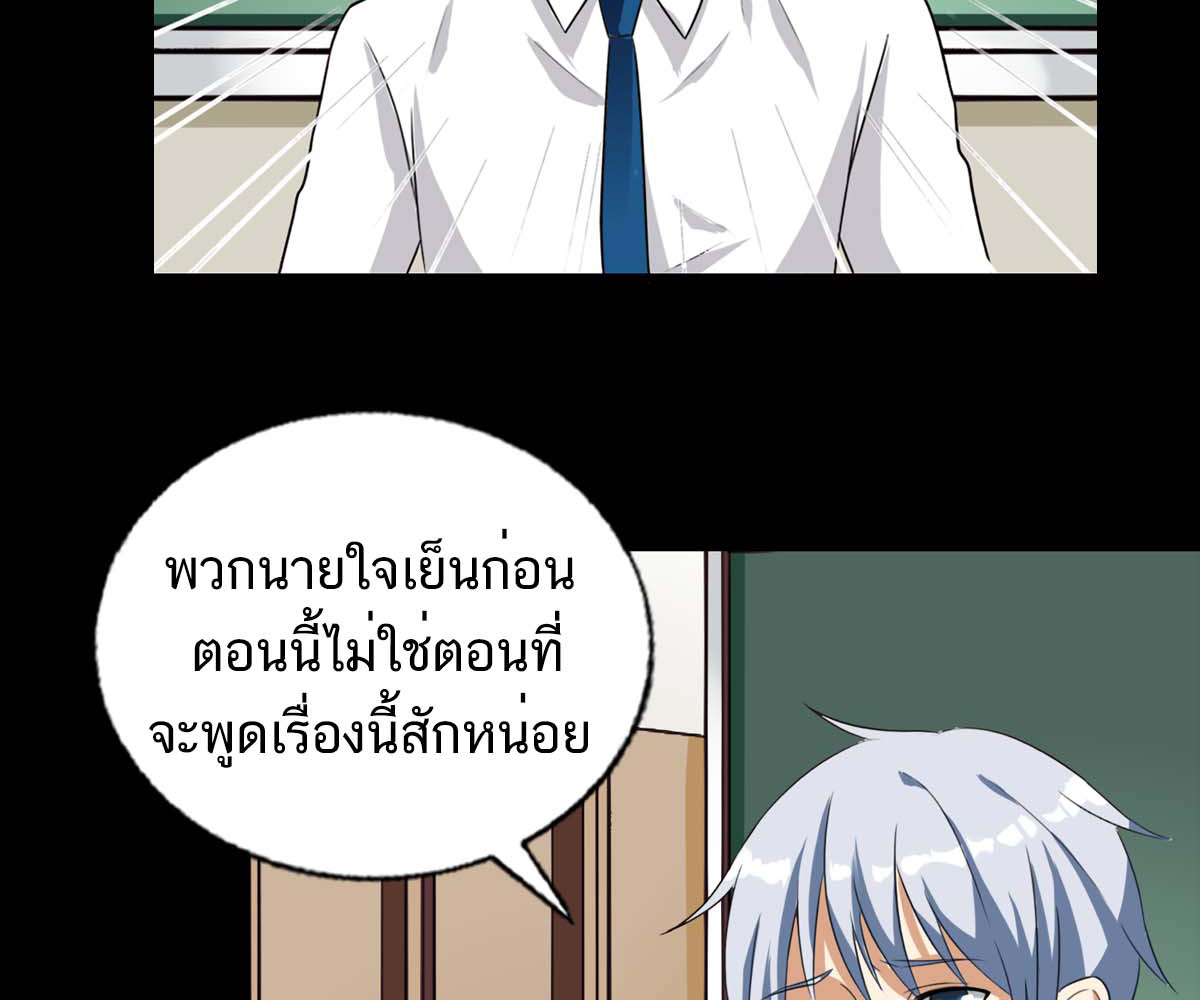 พวกนายใจเย็นก่อน
ตอนนี้ไม่ใช่ตอนที่
จะพูดเรื่องนี้สักหน่อย